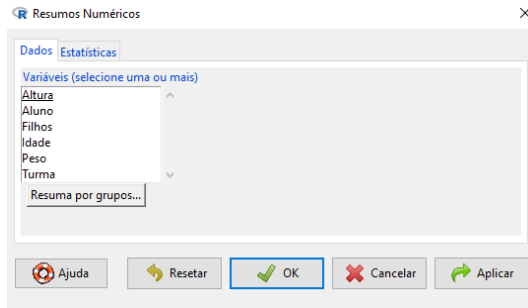 Resumos Numéricos
Dados Estatísticas
Variáveis (selecione uma ou mais)
Altura
Aluno
Filhos
Idade
Peso
Turma
Resuma por grupos...
Ajuda Resetar OK Cancelar Aplicar